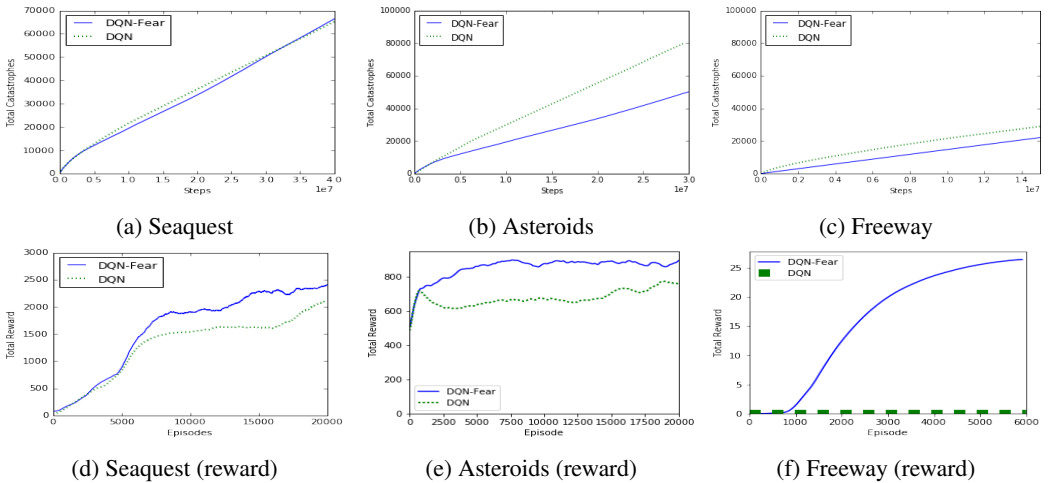 70000
60000
50000
40000
30000
20000
10000
0
Total Catastrophes
DQN-Fear
DQN
0.0 0.5 1.0 1.5 2.0 2.5 3.0 3.5 4.0
Steps 1e7
(a) Seaquest
100000
80000
60000
40000
20000
0
Total Catastrophes
DQN-Fear
DQN
0.0 0.5 1.0 1.5 2.0 2.5 3.0
Steps 1e7
(b) Asteroids
100000
80000
60000
40000
20000
0
Total Catastrophes
DQN-Fear
DQN
0.0 0.2 0.4 0.6 0.8 1.0 1.2 1.4
Steps 1e7
(c) Freeway
3000
2500
2000
1500
1000
500
0
Total Reward
DQN-Fear
DQN
0 5000 10000 15000 20000
Episodes
(d) Seaquest (reward)
800
600
400
200
0
Total Reward
DQN-Fear
DQN
0 2500 5000 7500 10000 12500 15000 17500 20000
Episode
(e) Asteroids (reward)
25
20
15
10
5
0
Total Reward
DQN-Fear
DQN
0 1000 2000 3000 4000 5000 6000
Episode
(f) Freeway (reward)